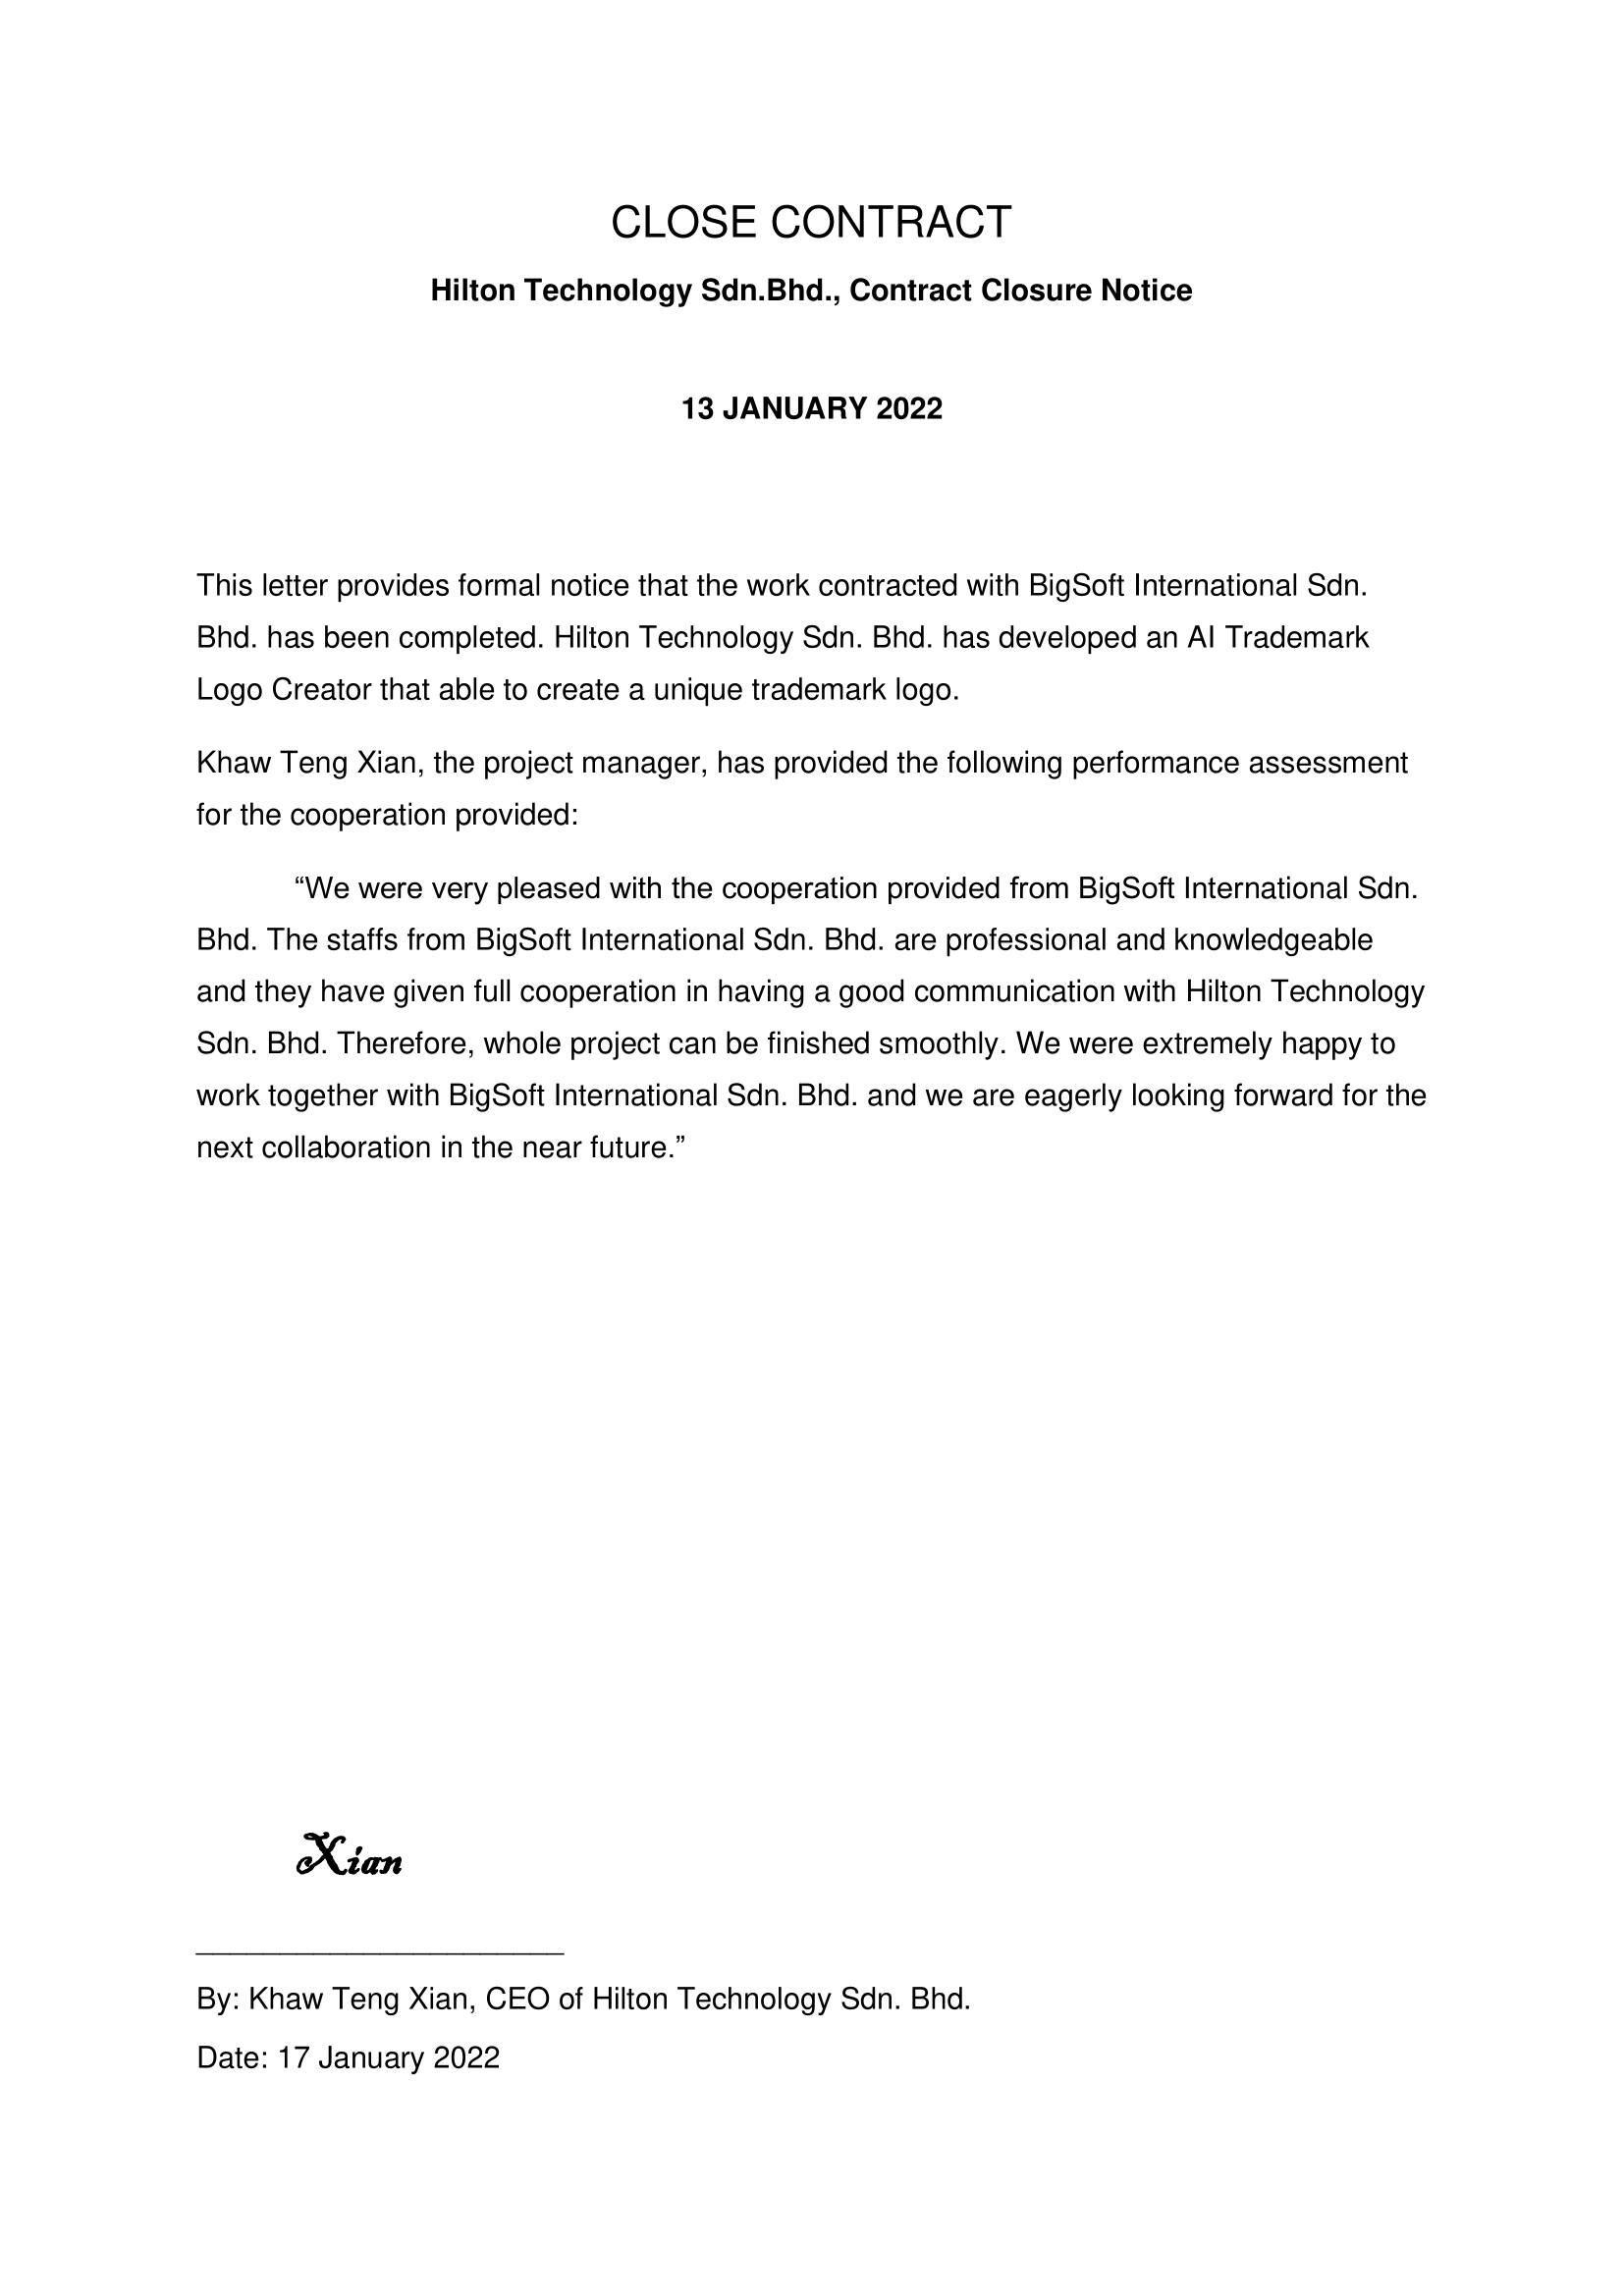 CLOSE CONTRACT
Hilton Technology Sdn.Bhd., Contract Closure Notice
13 JANUARY 2022
This letter provides formal notice that the work contracted with BigSoft International Sdn.
Bhd. has been completed. Hilton Technology Sdn. Bhd. has developed an AI Trademark
Logo Creator that able to create a unique trademark logo.
Khaw Teng Xian, the project manager, has provided the following performance assessment
for the cooperation provided:
“We were very pleased with the cooperation provided from BigSoft International Sdn.
Bhd. The staffs from BigSoft International Sdn. Bhd. are professional and knowledgeable
and they have given full cooperation in having a good communication with Hilton Technology
Sdn. Bhd. Therefore, whole project can be finished smoothly. We were extremely happy to
work together with BigSoft International Sdn. Bhd. and we are eagerly looking forward for the
next collaboration in the near future.”
Xian
______________________
By: Khaw Teng Xian, CEO of Hilton Technology Sdn. Bhd.
Date: 17 January 2022